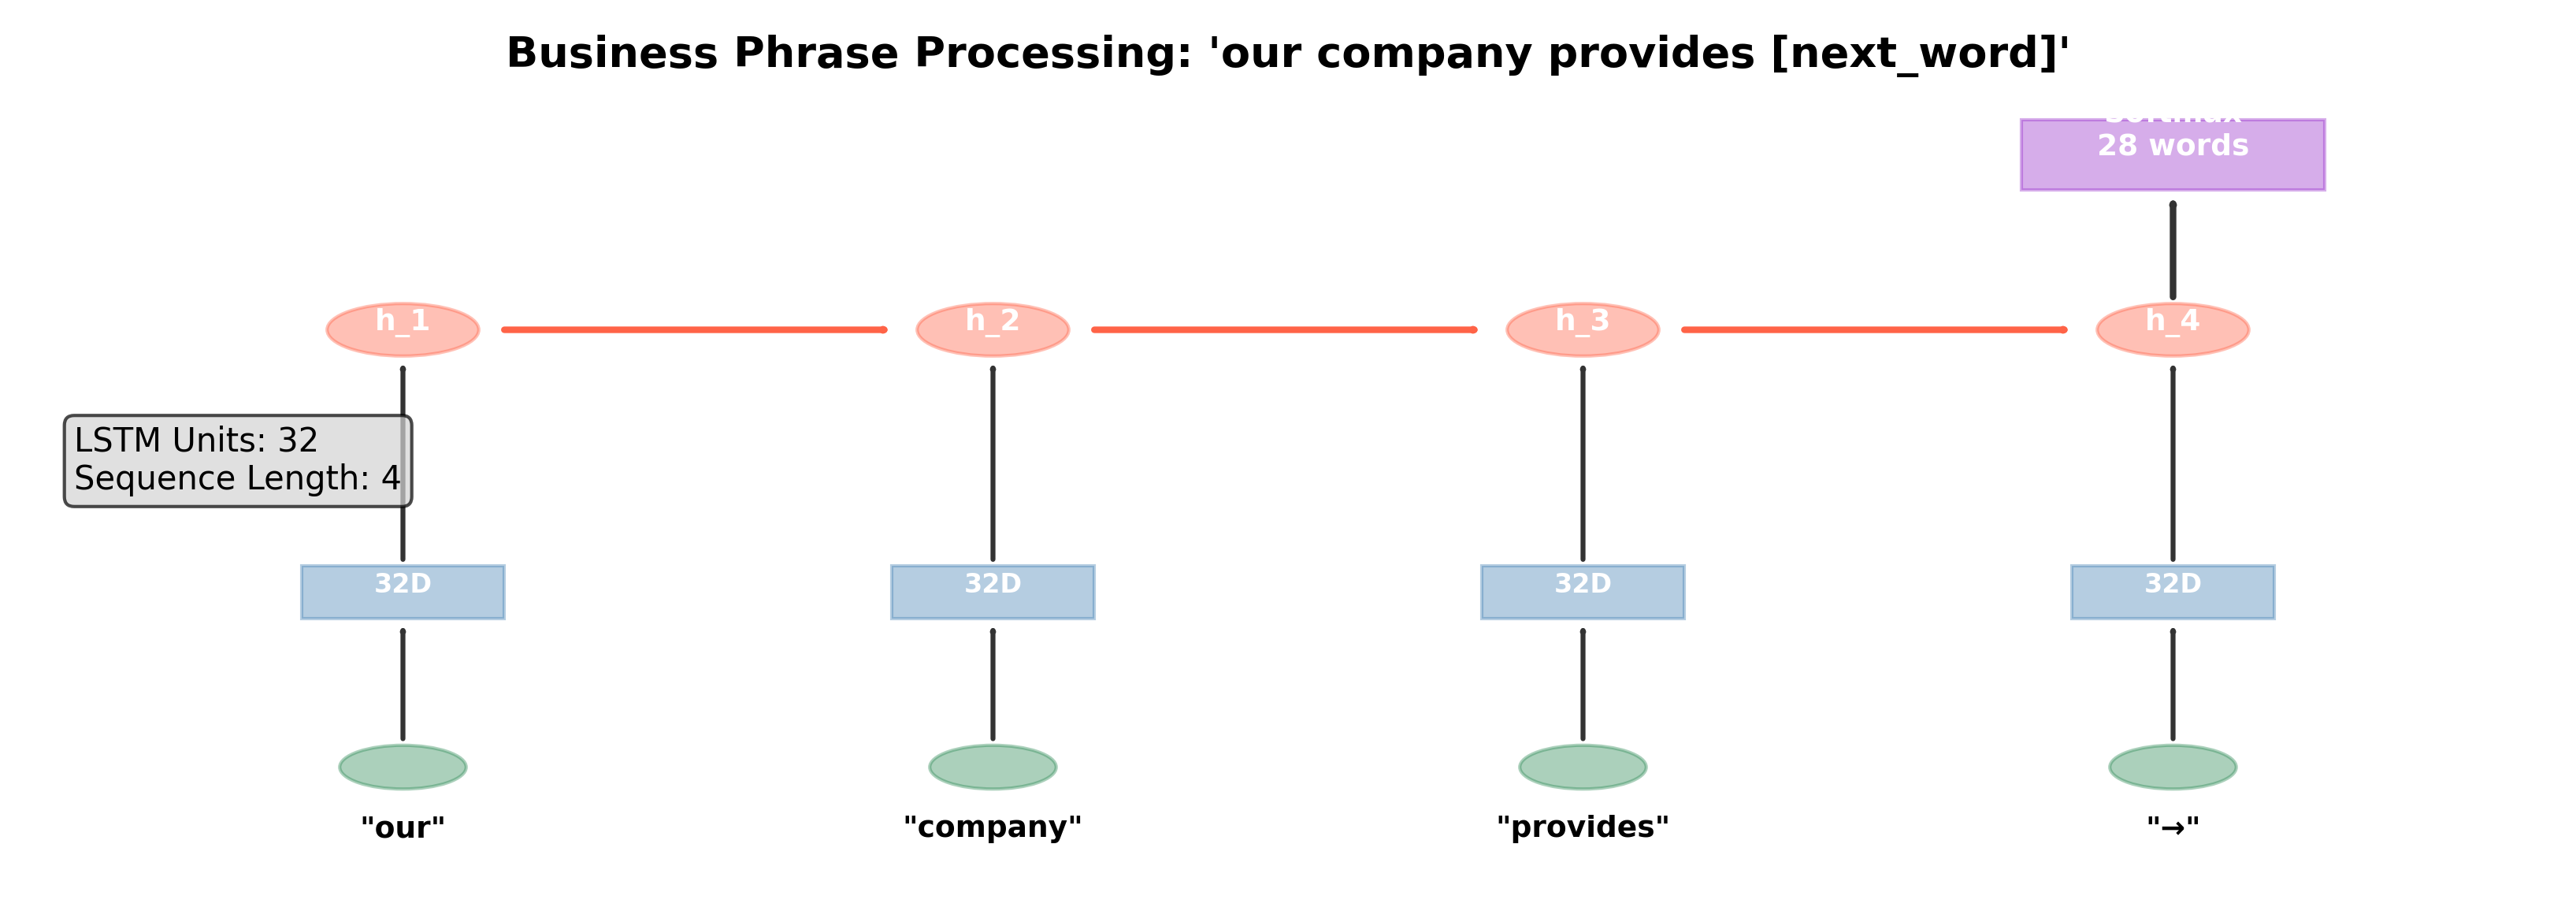 Business Phrase Processing: 'our company provides [next_word]'
Softmax
28 words
h_1
h_2
h_3
h_4
LSTM Units: 32
Sequence Length: 4
32D
32D
32D
32D
"our"
"company"
"provides"
"→"